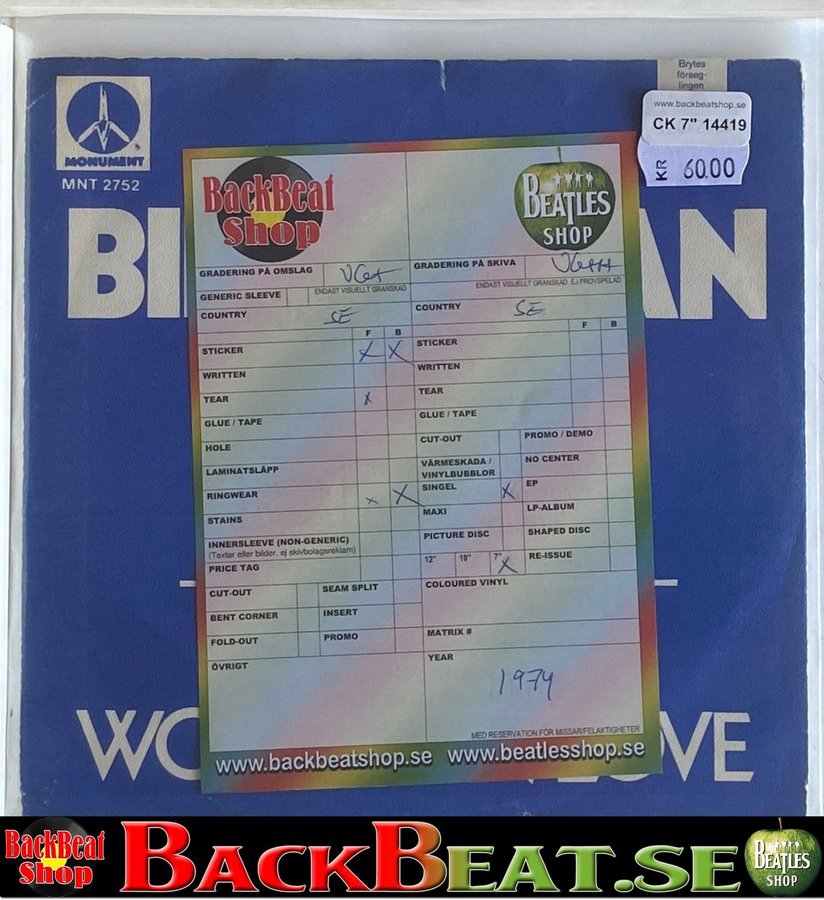 MONUMENT
MNT 2752
Brytes
förseg-
lingen
www.backbeatshop.se
CK 7" 14419
KR 60.00
BI AN
BackBeat
Shop
BEATLES
SHOP
GRADERING PÅ OMSLAG VG+
GRADERING PÅ SKIVA VG++
ENDAST VISUELLT GRANSKAD
ENDAST VISUELLT GRANSKAD, EJ PROVSPELAD
GENERIC SLEEVE
COUNTRY SE
COUNTRY SE
F B
F B
STICKER X X
STICKER
WRITTEN
WRITTEN
TEAR X
TEAR
GLUE / TAPE
GLUE / TAPE
HOLE
CUT-OUT PROMO / DEMO
LAMINATSLÄPP
VÄRMESKADA /
VINYLBUBBLOR
NO CENTER
RINGWEAR X X
SINGEL X EP
STAINS
MAXI LP-ALBUM
INNERSLEEVE (NON-GENERIC)
(Texter eller bilder, ej skivbolagsreklam)
PICTURE DISC SHAPED DISC
PRICE TAG
12" 10" 7" X RE-ISSUE
CUT-OUT SEAM SPLIT
COLOURED VINYL
BENT CORNER INSERT
FOLD-OUT PROMO
MATRIX #
ÖVRIGT
YEAR
1974
MED RESERVATION FÖR MISSAR/FELAKTIGHETER
www.backbeatshop.se www.beatlesshop.se
WO OVE
BackBeat
Shop
BACKBEAT.SE
BEATLES
SHOP